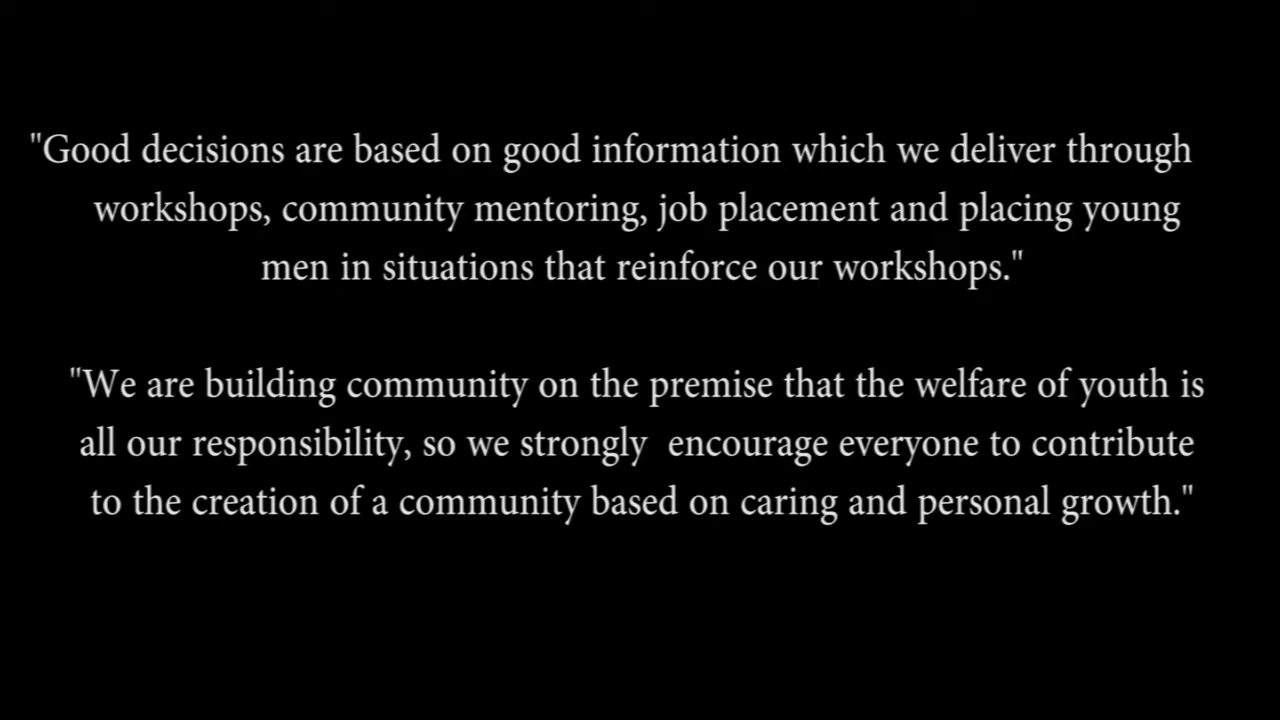 "Good decisions are based on good information which we deliver through
workshops, community mentoring, job placement and placing young
men in situations that reinforce our workshops."
"We are building community on the premise that the welfare of youth is
all our responsibility, so we strongly  encourage everyone to contribute
to the creation of a community based on caring and personal growth."